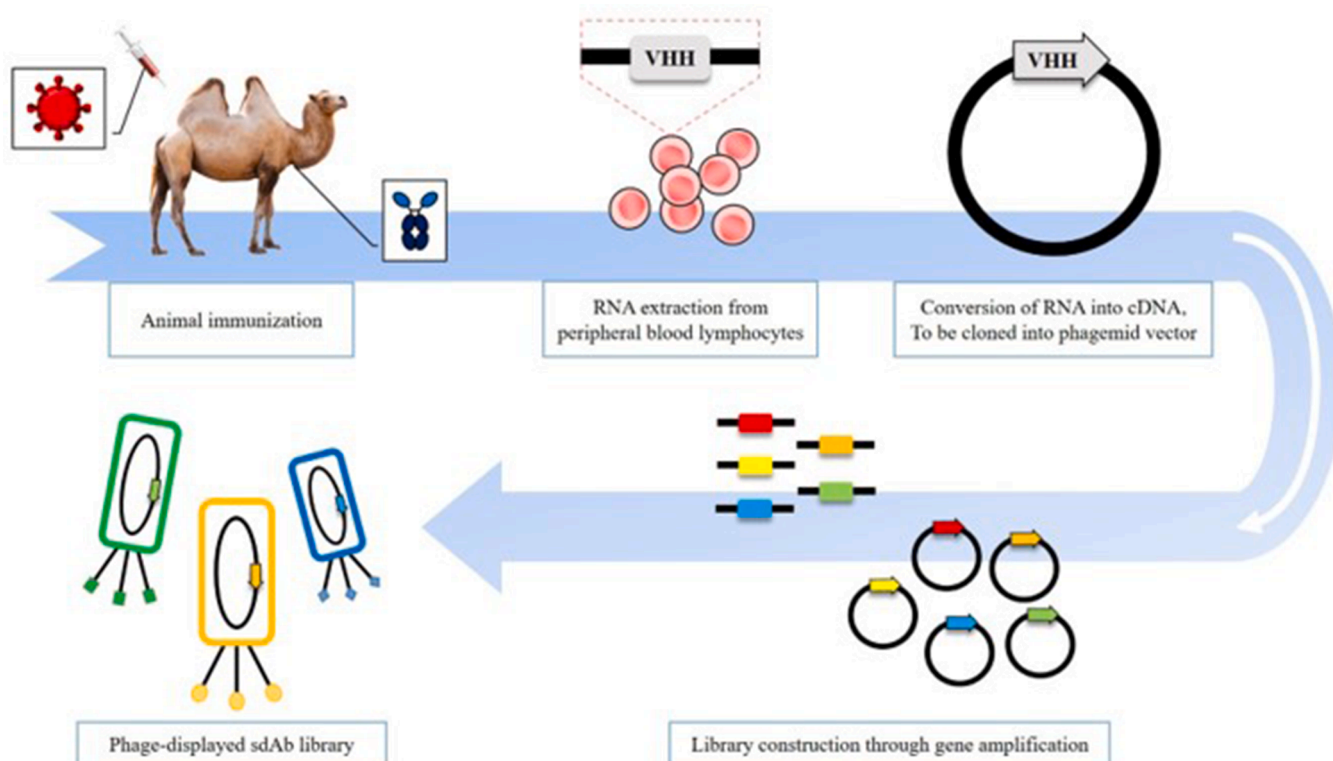 VHH
VHH
Animal immunization
RNA extraction from
peripheral blood lymphocytes
Conversion of RNA into cDNA,
To be cloned into phagemid vector
Phage-displayed sdAb library
Library construction through gene amplification